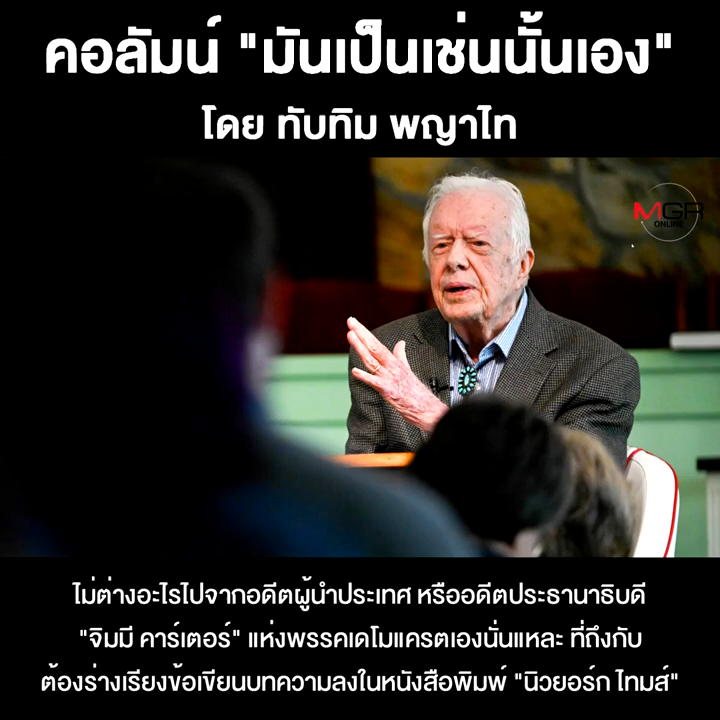 คอลัมน์ "มันเป็นเช่นนั้นเอง"
โดย ทับทิม พญาไท
MGR
ONLINE
ไม่ต่างอะไรไปจากอดีตผู้นำประเทศ หรืออดีตประธานาธิบดี
"จิมมี คาร์เตอร์" แห่งพรรคเดโมแครตเองนั่นแหละ ที่ถึงกับ
ต้องร่างเรียงข้อเขียนบทความลงในหนังสือพิมพ์ "นิวยอร์ก ไทมส์"